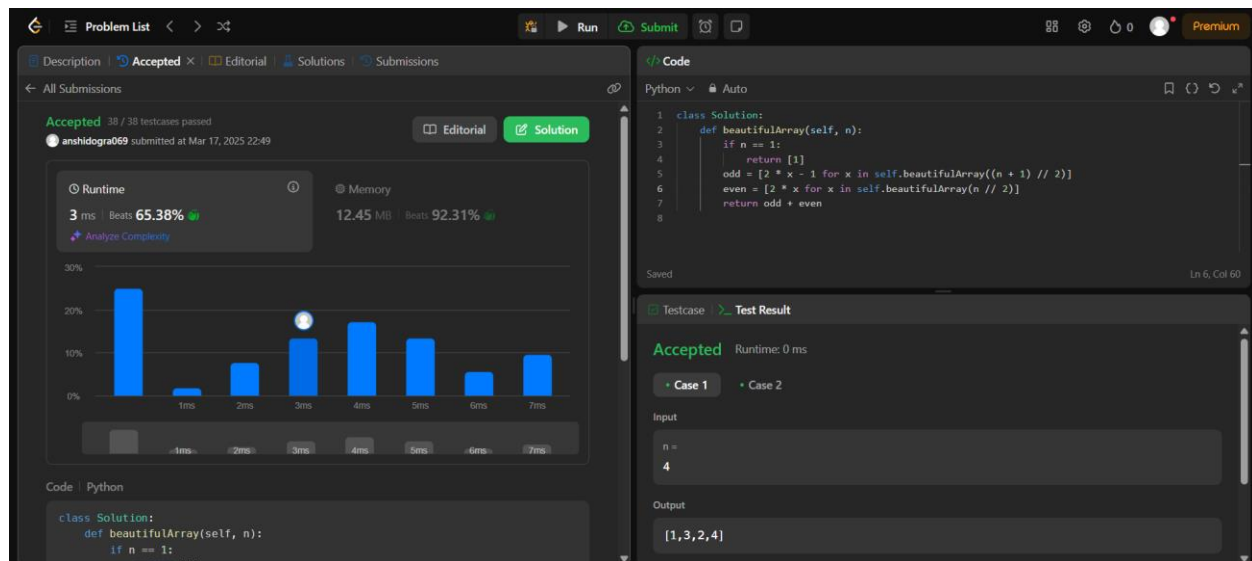 Problem List
Run
Submit
0
Premium
Description
Accepted
Editorial
Solutions
Submissions
All Submissions
Accepted 38 / 38 testcases passed
anshidogra069 submitted at Mar 17, 2025 22:49
Editorial
Solution
Runtime
3 ms | Beats 65.38%
Analyze Complexity
Memory
12.45 MB | Beats 92.31%
30%
20%
10%
0%
1ms 2ms 3ms 4ms 5ms 6ms 7ms
1ms 2ms 3ms 4ms 5ms 6ms 7ms
Code | Python
class Solution:
def beautifulArray(self, n):
if n == 1:
</> Code
Python
Auto
1 class Solution:
2 def beautifulArray(self, n):
3 if n == 1:
4 return [1]
5 odd = [2 * x - 1 for x in self.beautifulArray((n + 1) // 2)]
6 even = [2 * x for x in self.beautifulArray(n // 2)]
7 return odd + even
8
Saved
Ln 6, Col 60
Testcase
>_ Test Result
Accepted Runtime: 0 ms
• Case 1
• Case 2
Input
n =
4
Output
[1,3,2,4]